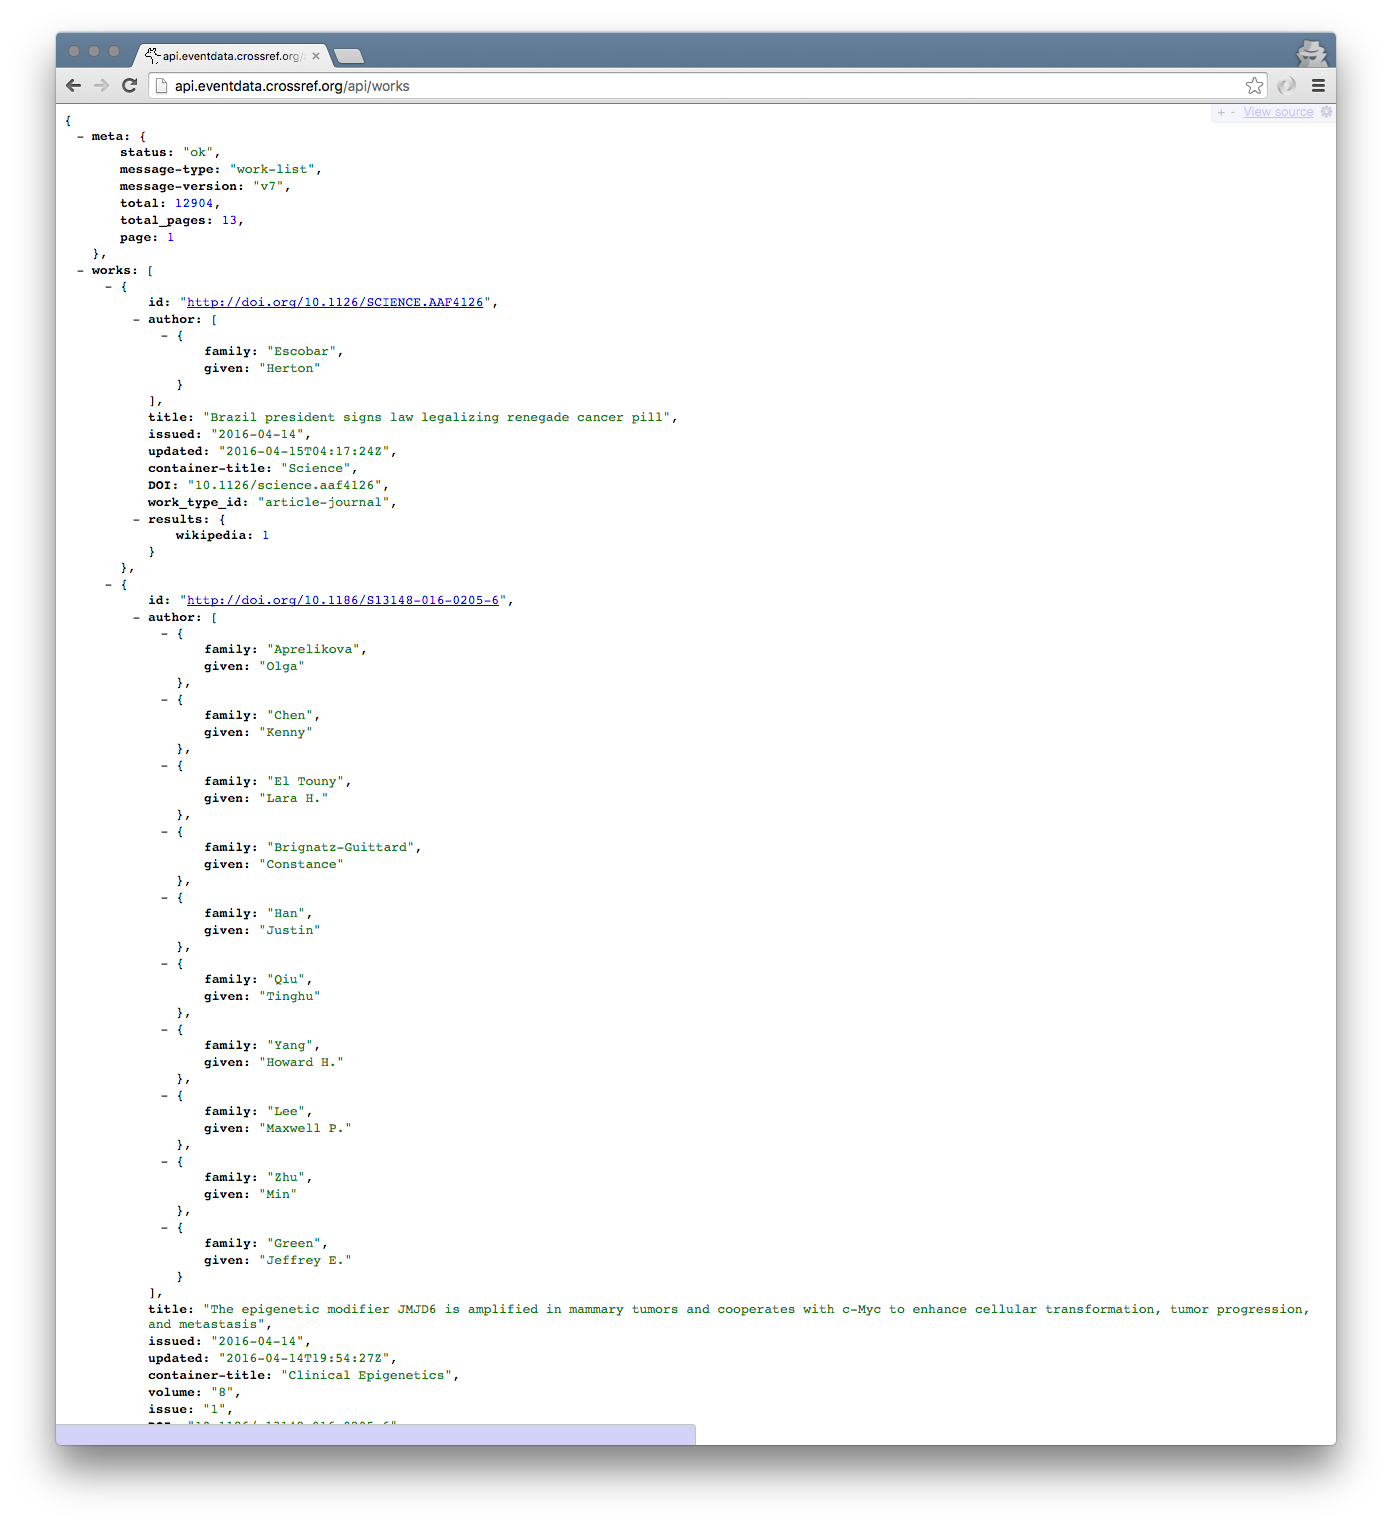 api.eventdata.crossref.org/
api.eventdata.crossref.org/api/works
+ - View source
{
- meta: {
status: "ok",
message-type: "work-list",
message-version: "v7",
total: 12904,
total_pages: 13,
page: 1
},
- works: [
- {
id: "http://doi.org/10.1126/SCIENCE.AAF4126",
- author: [
- {
family: "Escobar",
given: "Herton"
}
],
title: "Brazil president signs law legalizing renegade cancer pill",
issued: "2016-04-14",
updated: "2016-04-15T04:17:24Z",
container-title: "Science",
DOI: "10.1126/science.aaf4126",
work_type_id: "article-journal",
- results: {
wikipedia: 1
}
},
- {
id: "http://doi.org/10.1186/S13148-016-0205-6",
- author: [
- {
family: "Aprelikova",
given: "Olga"
},
- {
family: "Chen",
given: "Kenny"
},
- {
family: "El Touny",
given: "Lara H."
},
- {
family: "Brignatz-Guittard",
given: "Constance"
},
- {
family: "Han",
given: "Justin"
},
- {
family: "Qiu",
given: "Tinghu"
},
- {
family: "Yang",
given: "Howard H."
},
- {
family: "Lee",
given: "Maxwell P."
},
- {
family: "Zhu",
given: "Min"
},
- {
family: "Green",
given: "Jeffrey E."
}
],
title: "The epigenetic modifier JMJD6 is amplified in mammary tumors and cooperates with c-Myc to enhance cellular transformation, tumor progression,
and metastasis",
issued: "2016-04-14",
updated: "2016-04-14T19:54:27Z",
container-title: "Clinical Epigenetics",
volume: "8",
issue: "1",